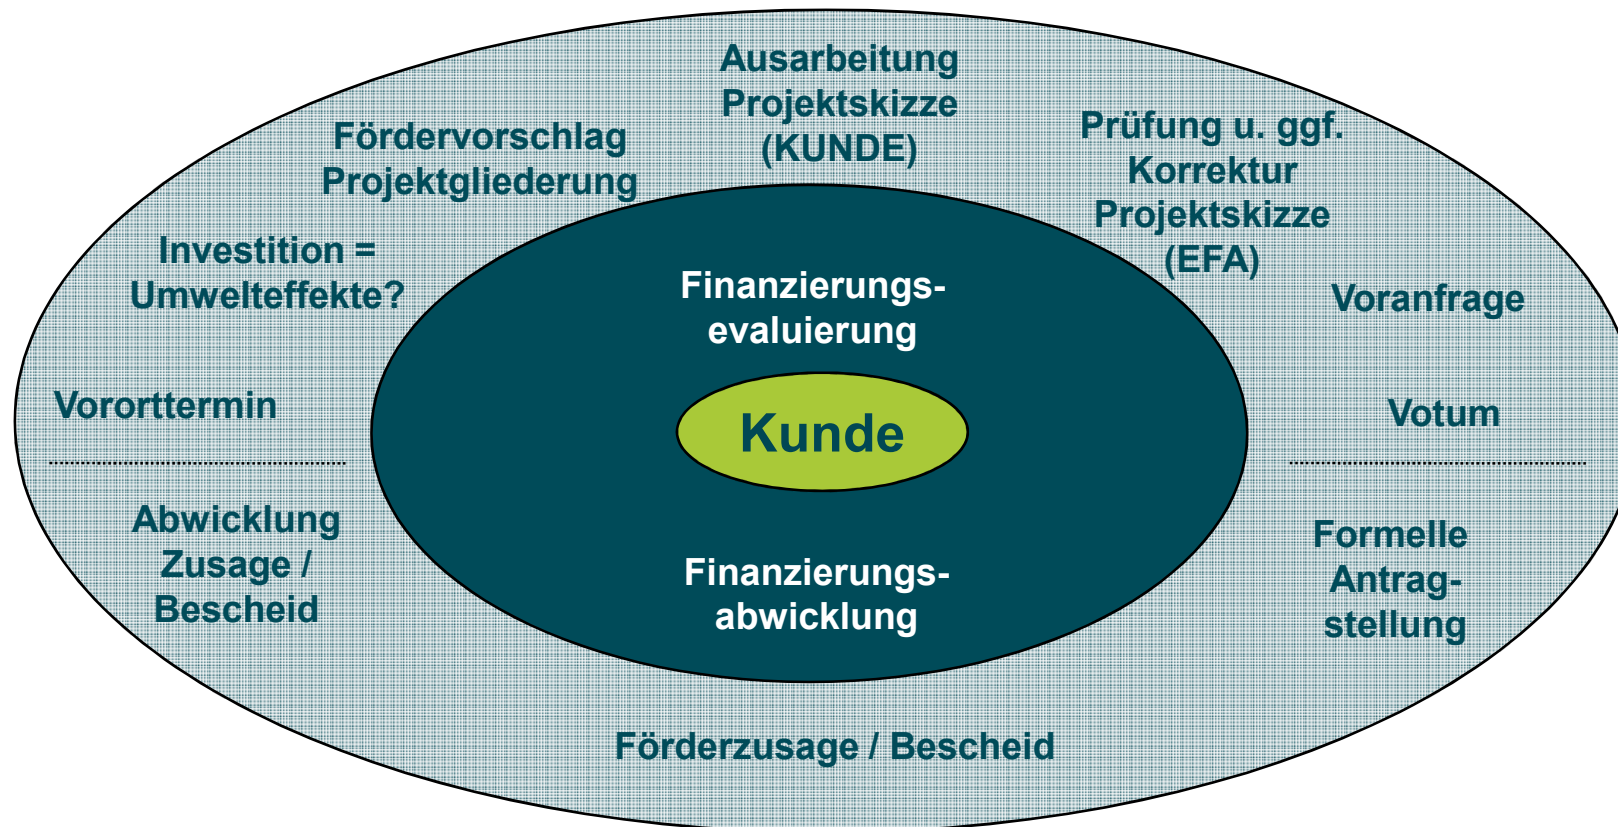 Ausarbeitung
Projektskizze
(KUNDE)
Fördervorschlag
Projektgliederung
Prüfung u. ggf.
Korrektur
Projektskizze
(EFA)
Investition =
Umwelteffekte?
Voranfrage
Finanzierungs-
evaluierung
Vororttermin
Kunde
Votum
Abwicklung
Zusage /
Bescheid
Finanzierungs-
abwicklung
Formelle
Antrag-
stellung
Förderzusage / Bescheid